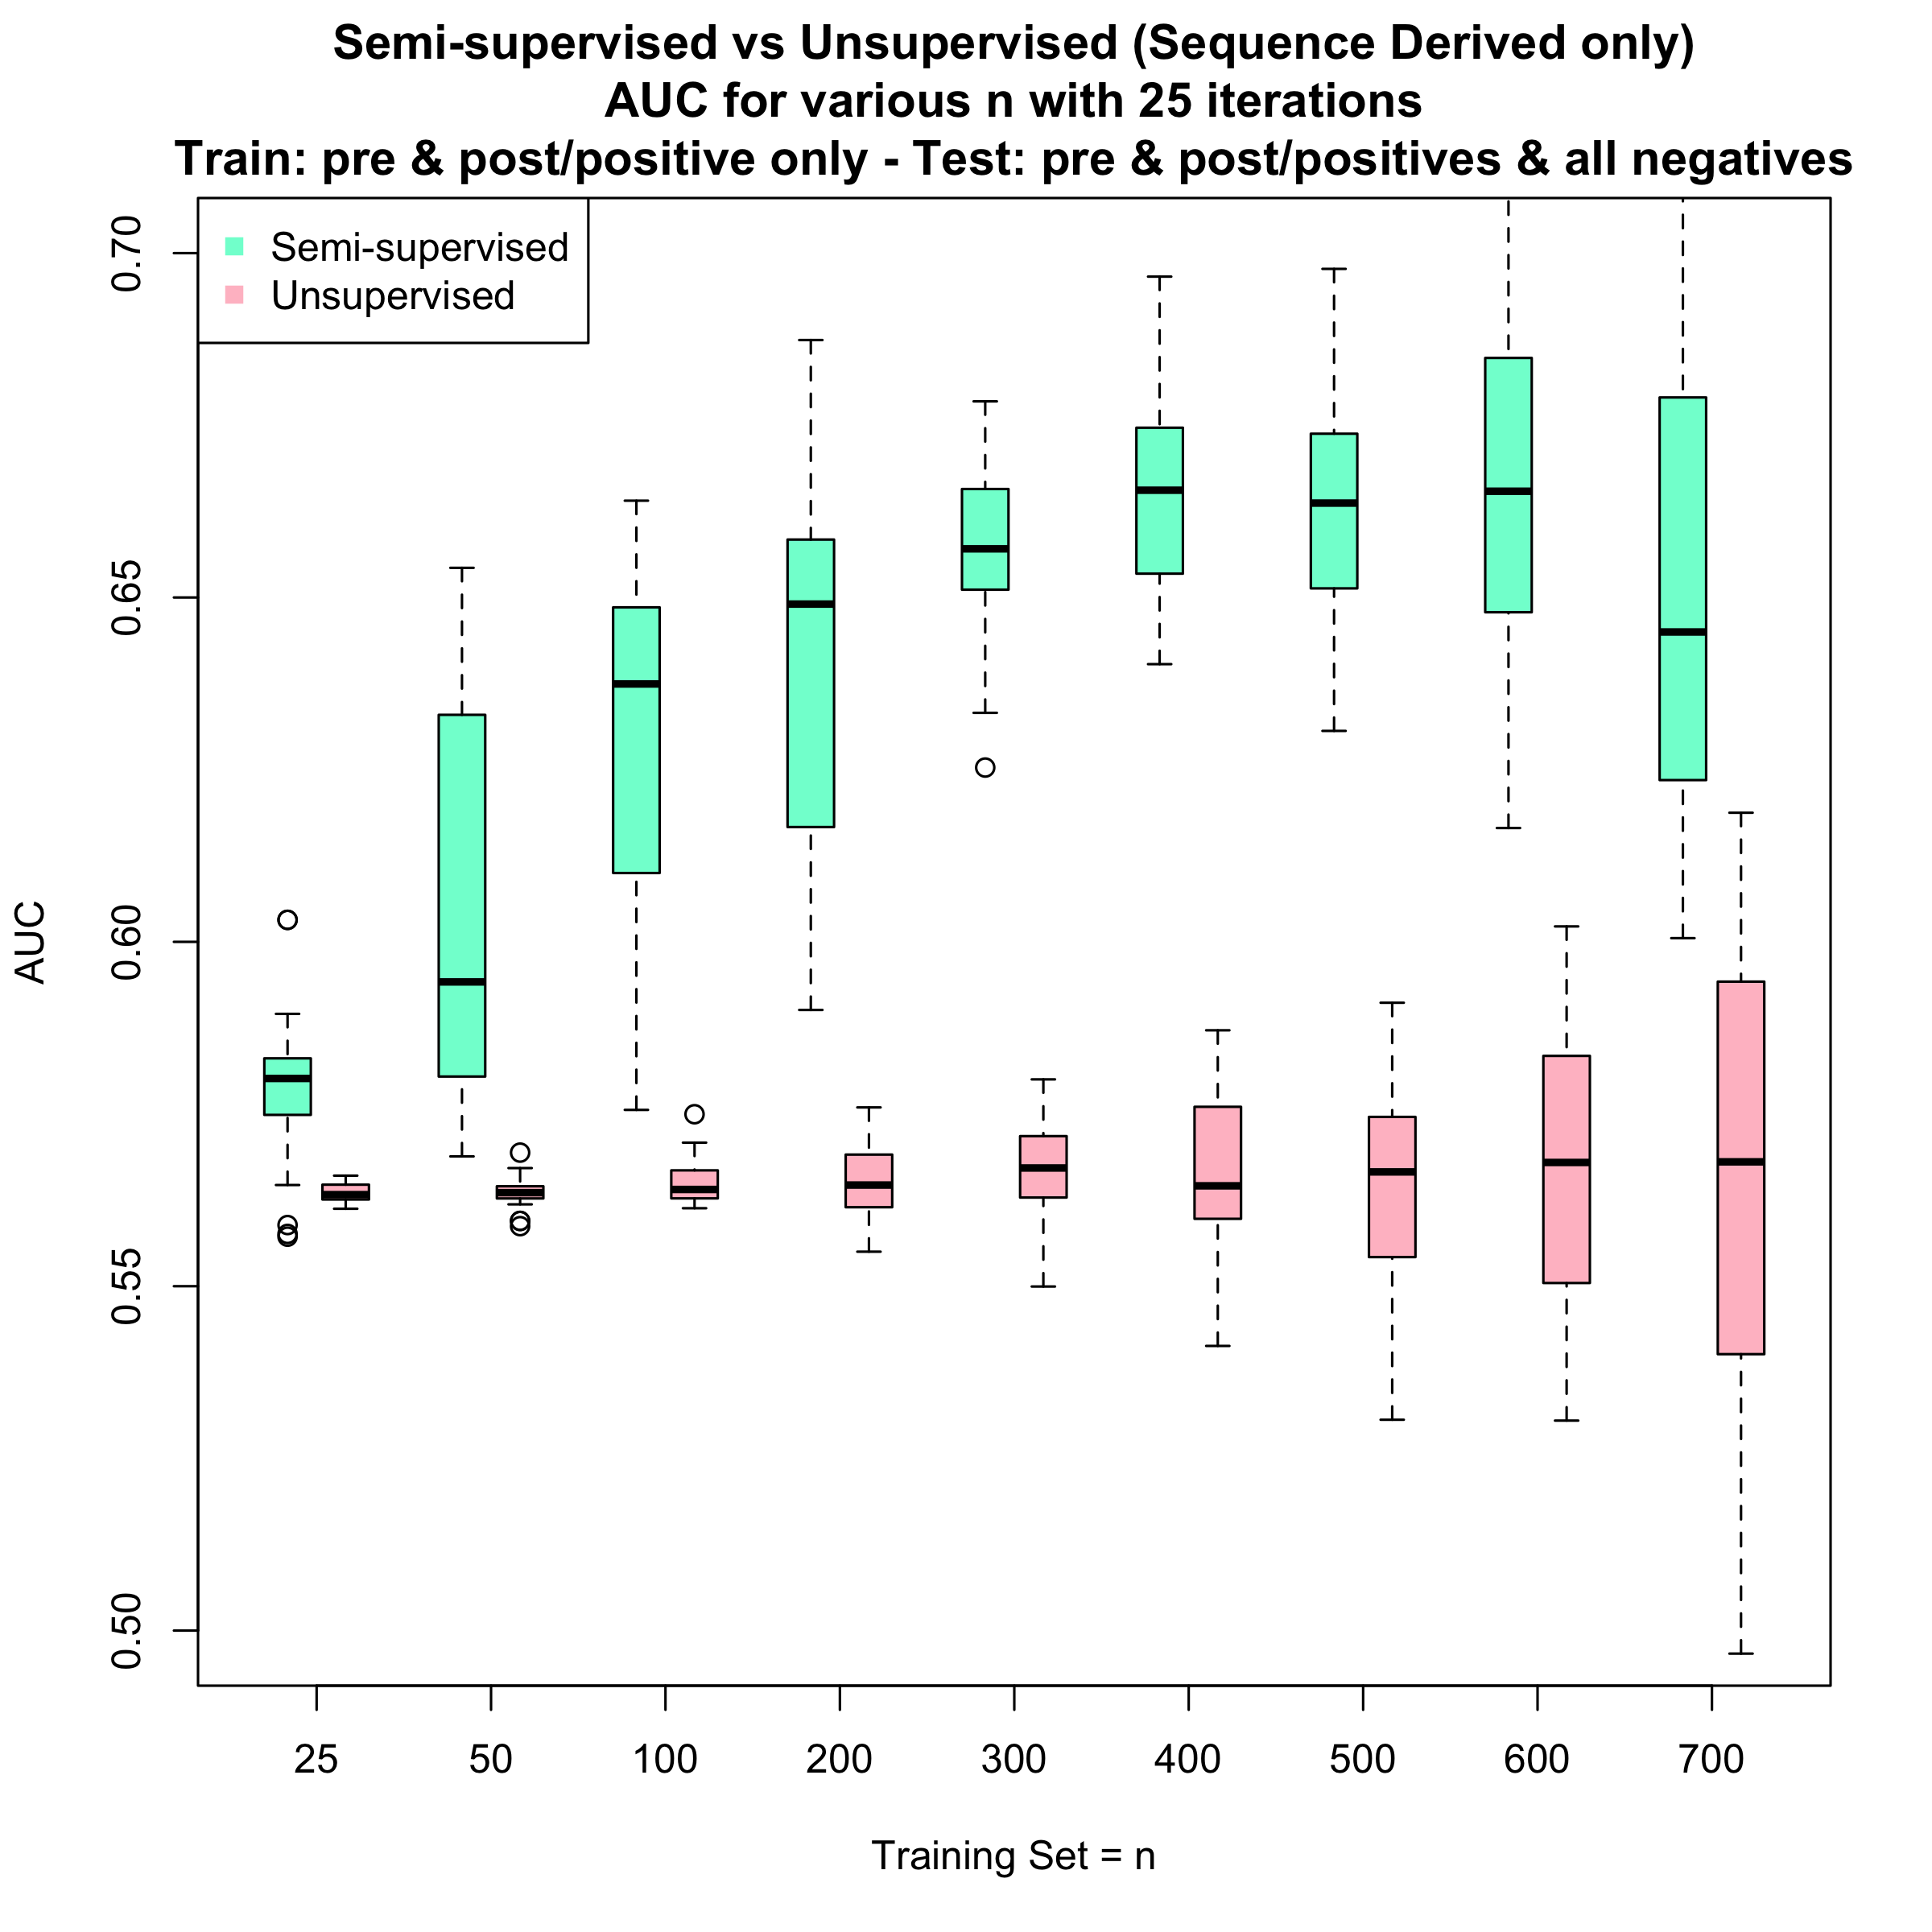 Semi-supervised vs Unsupervised (Sequence Derived only)
AUC for various n with 25 iterations
Train: pre & post/positive only - Test: pre & post/positives & all negatives
Semi-supervised
Unsupervised
0.70
0.65
0.60
0.55
0.50
AUC
25 50 100 200 300 400 500 600 700
Training Set = n